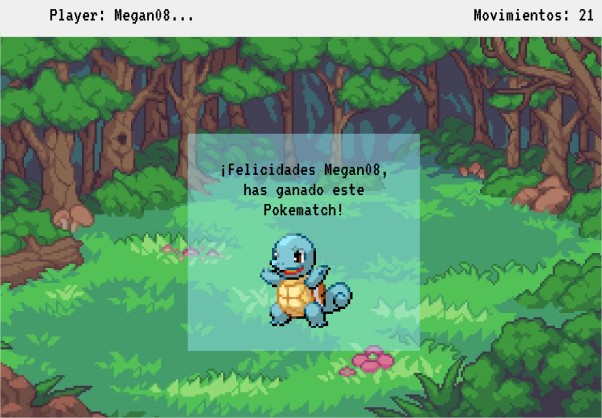 Player: Megan08...
Movimientos: 21
¡Felicidades Megan08,
has ganado este
Pokematch!